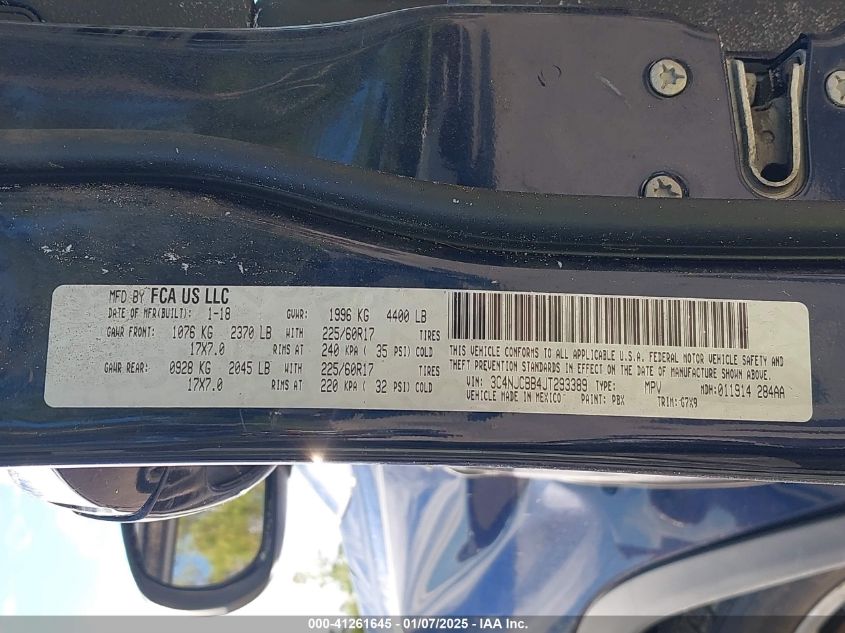 MFD BY FCA US LLC
DATE OF MFR(BUILT): 1-18 GVWR: 1996 KG 4400 LB
GAWR FRONT: 1076 KG 2370 LB WITH 225/60R17 TIRES
17X7.0 RIMS AT 240 KPA ( 35 PSI) COLD
GAWR REAR: 0928 KG 2045 LB WITH 225/60R17 TIRES
17X7.0 RIMS AT 220 KPA ( 32 PSI) COLD
THIS VEHICLE CONFORMS TO ALL APPLICABLE U.S.A. FEDERAL MOTOR VEHICLE SAFETY AND
THEFT PREVENTION STANDARDS IN EFFECT ON THE DATE OF MANUFACTURE SHOWN ABOVE.
VIN: 3C4NJCBB4JT293389 TYPE: MPV MDH:011914 284AA
VEHICLE MADE IN MEXICO PAINT: PBX TRIM: G7X9
000-41261645 - 01/07/2025 - IAA Inc.